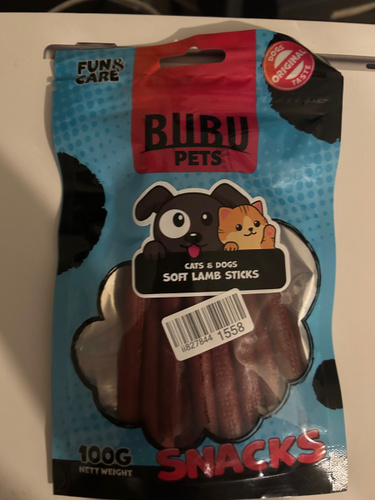 FUN&
CARE
DOGS
ORIGINAL
TASTE
BUBU
PETS
CATS & DOGS
SOFT LAMB STICKS
1558
100G
NETT WEIGHT
SNACKS